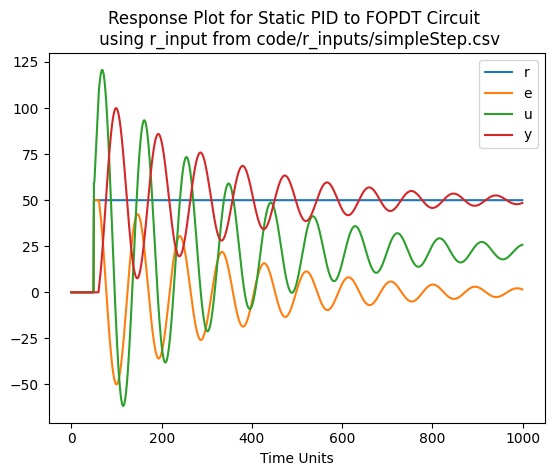 Response Plot for Static PID to FOPDT Circuit
using r_input from code/r_inputs/simpleStep.csv
r
e
u
y
125
100
75
50
25
0
−25
−50
0 200 400 600 800 1000
Time Units